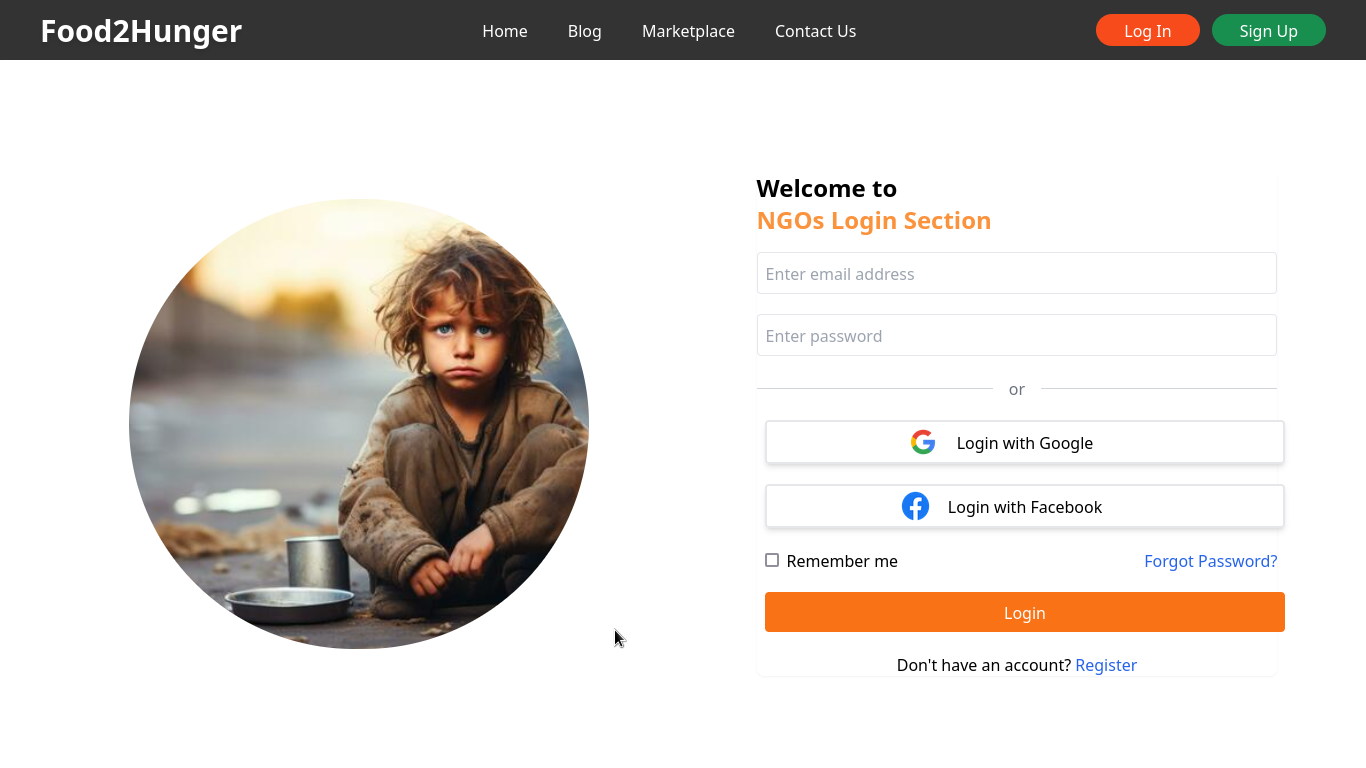 Food2Hunger
Home
Blog
Marketplace
Contact Us
Log In
Sign Up
Welcome to
NGOs Login Section
Enter email address
Enter password
or
Login with Google
Login with Facebook
Remember me
Forgot Password?
Login
Don't have an account? Register